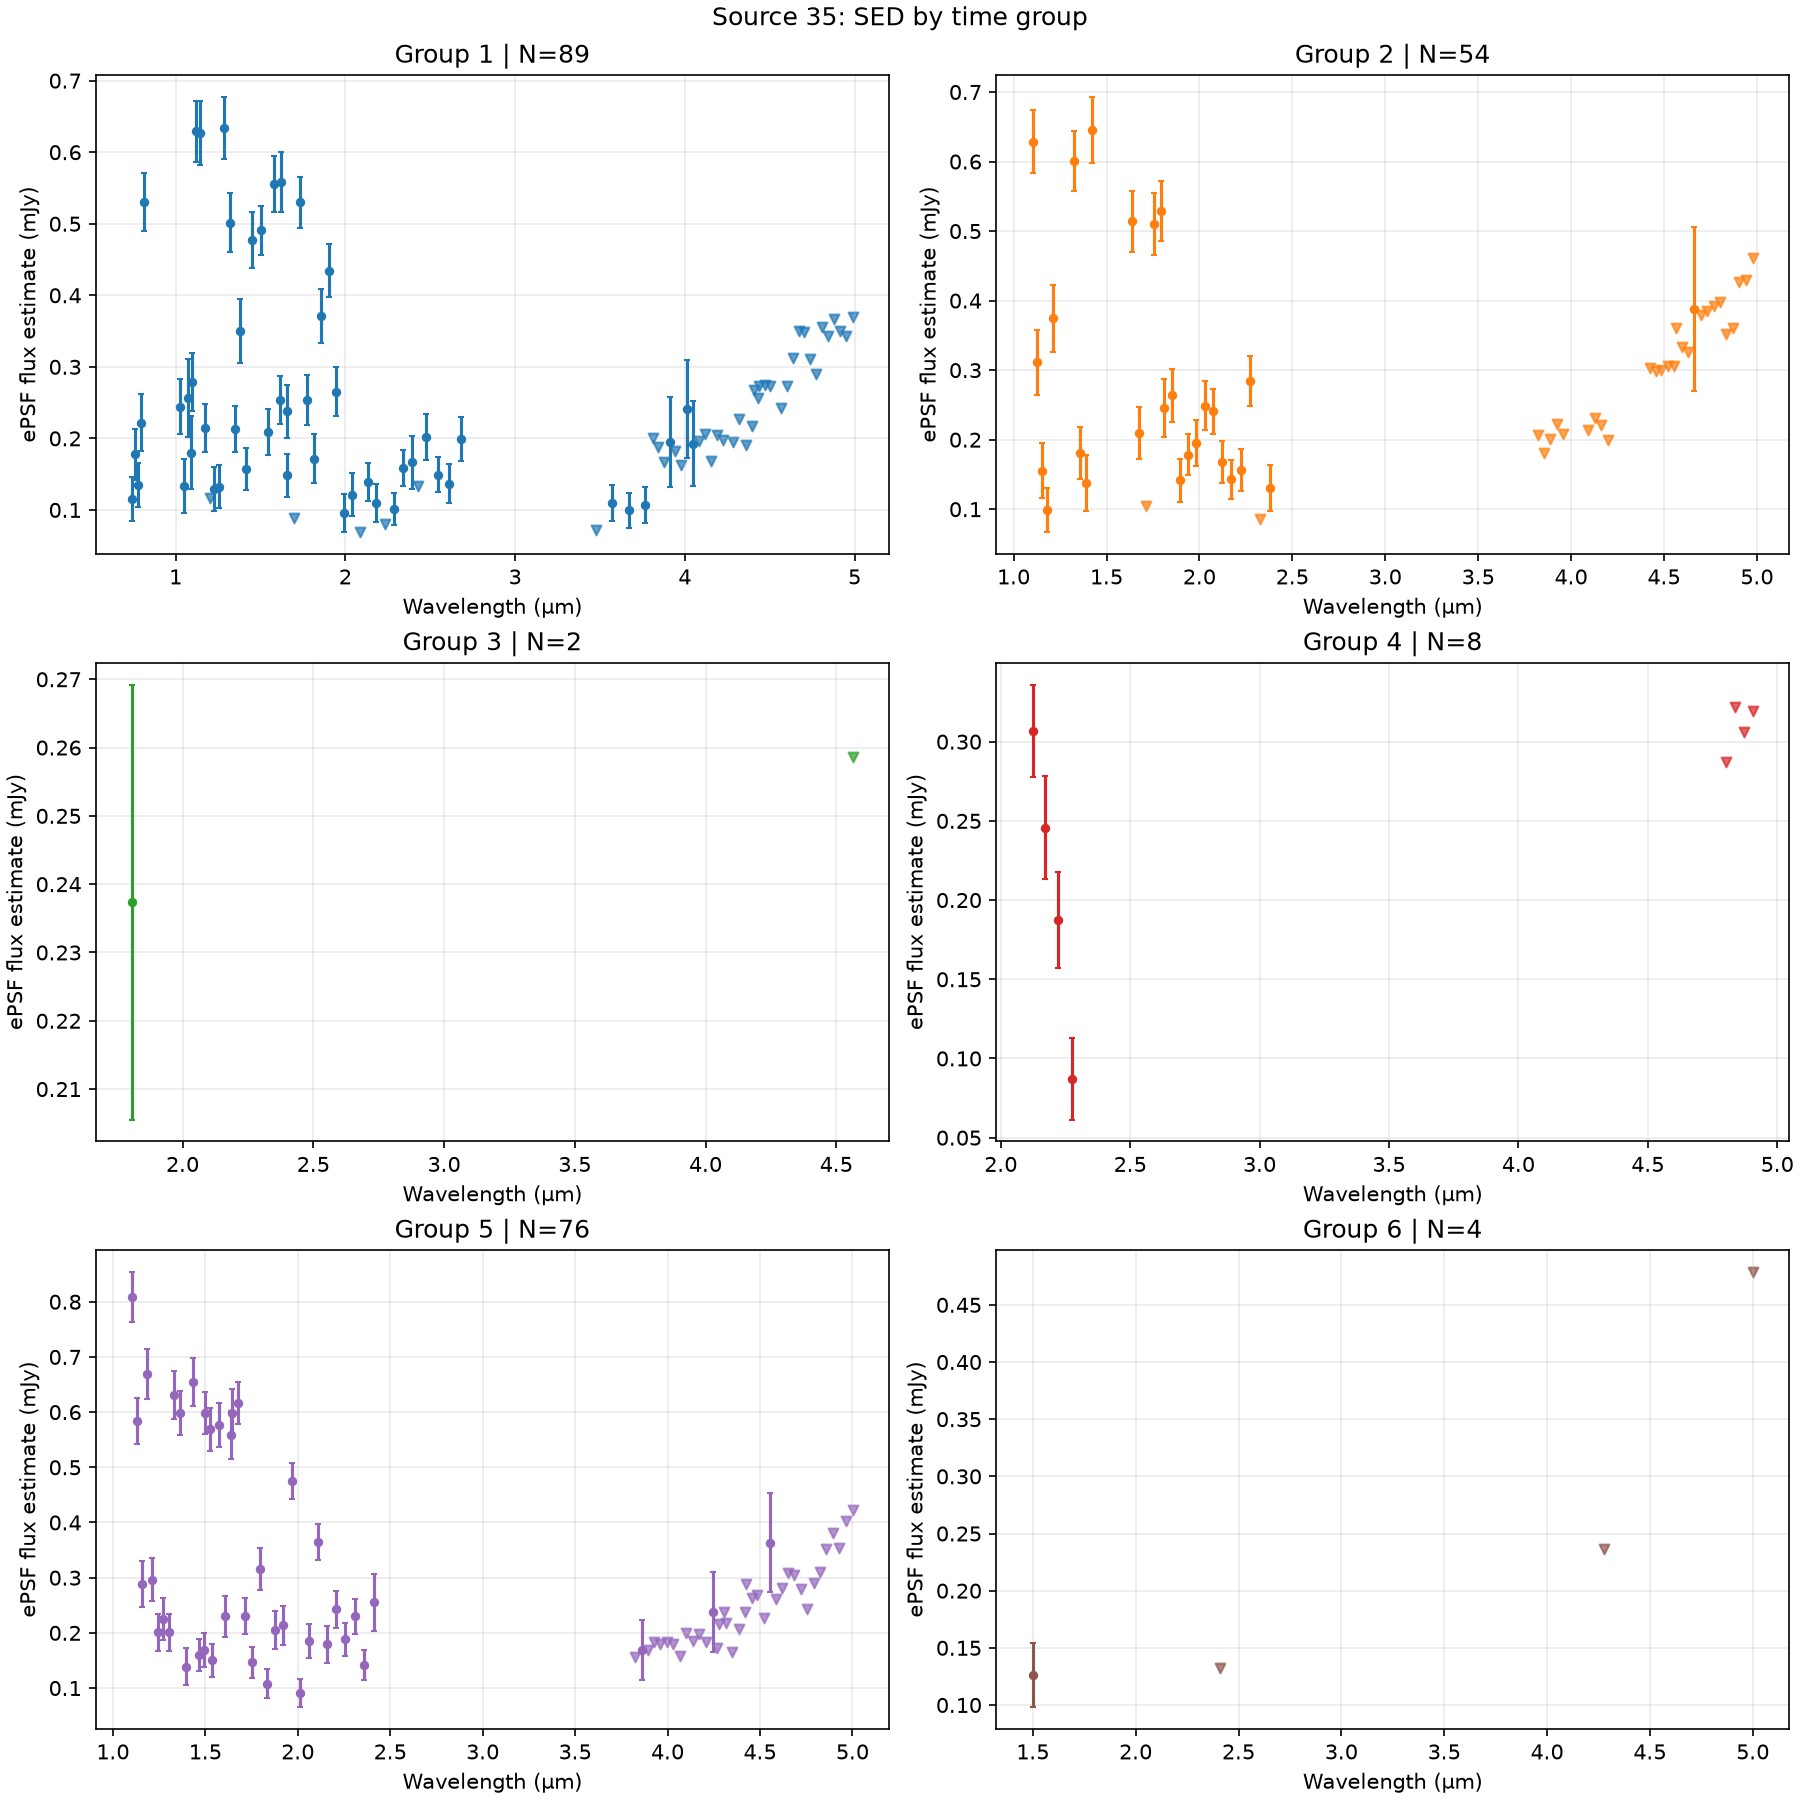 Source 35: SED by time group
Group 1 | N=89
0.7
0.6
0.5
0.4
0.3
0.2
0.1
ePSF flux estimate (mJy)
1 2 3 4 5
Wavelength (μm)
Group 2 | N=54
0.7
0.6
0.5
0.4
0.3
0.2
0.1
ePSF flux estimate (mJy)
1.0 1.5 2.0 2.5 3.0 3.5 4.0 4.5 5.0
Wavelength (μm)
Group 3 | N=2
0.27
0.26
0.25
0.24
0.23
0.22
0.21
ePSF flux estimate (mJy)
2.0 2.5 3.0 3.5 4.0 4.5
Wavelength (μm)
Group 4 | N=8
0.30
0.25
0.20
0.15
0.10
0.05
ePSF flux estimate (mJy)
2.0 2.5 3.0 3.5 4.0 4.5 5.0
Wavelength (μm)
Group 5 | N=76
0.8
0.7
0.6
0.5
0.4
0.3
0.2
0.1
ePSF flux estimate (mJy)
1.0 1.5 2.0 2.5 3.0 3.5 4.0 4.5 5.0
Wavelength (μm)
Group 6 | N=4
0.45
0.40
0.35
0.30
0.25
0.20
0.15
0.10
ePSF flux estimate (mJy)
1.5 2.0 2.5 3.0 3.5 4.0 4.5 5.0
Wavelength (μm)